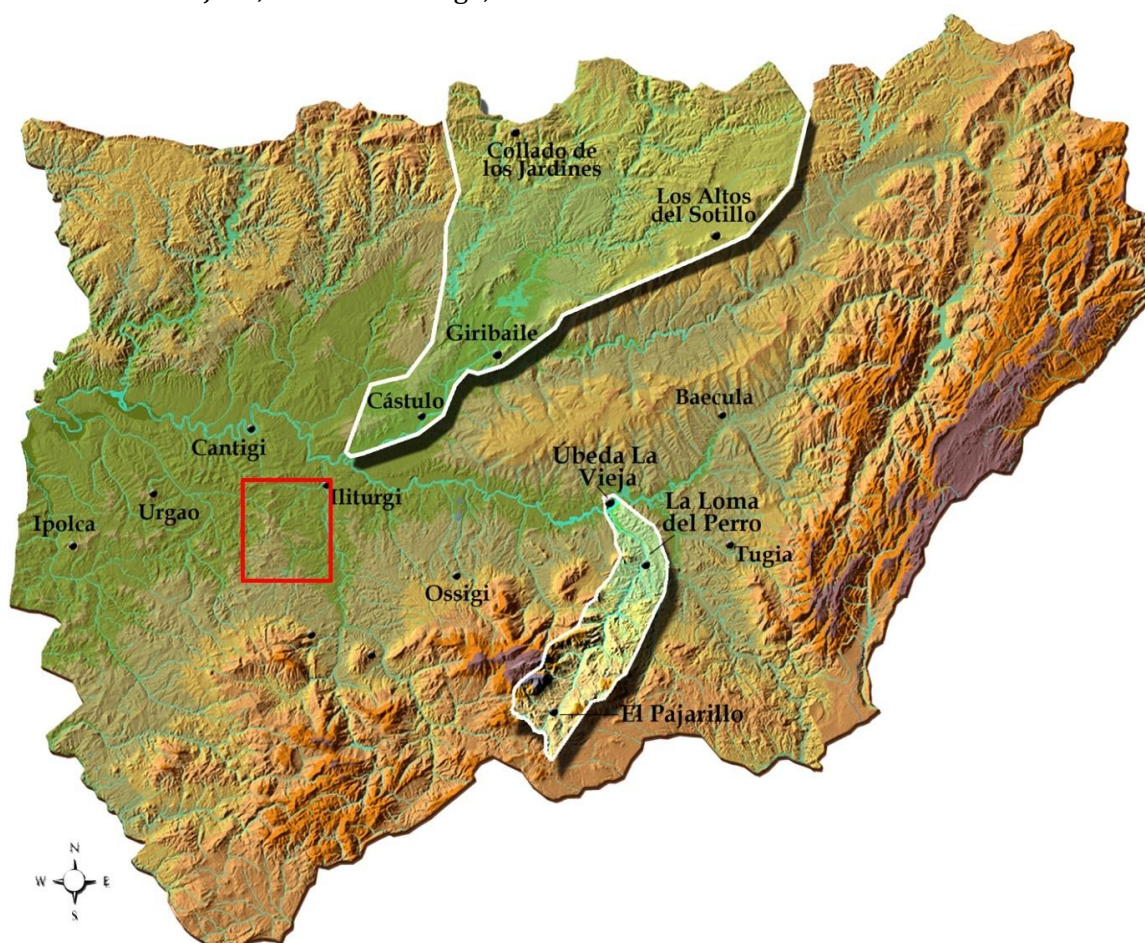 Collado de
los Jardines
Los Altos
del Sotillo
Giribaile
Cástulo
Baecula
Cantigi
Úbeda La
Vieja
Iliturgi
La Loma
del Perro
Urgao
Ipolca
Tugia
Ossigi
El Pajarillo
N
W E
S